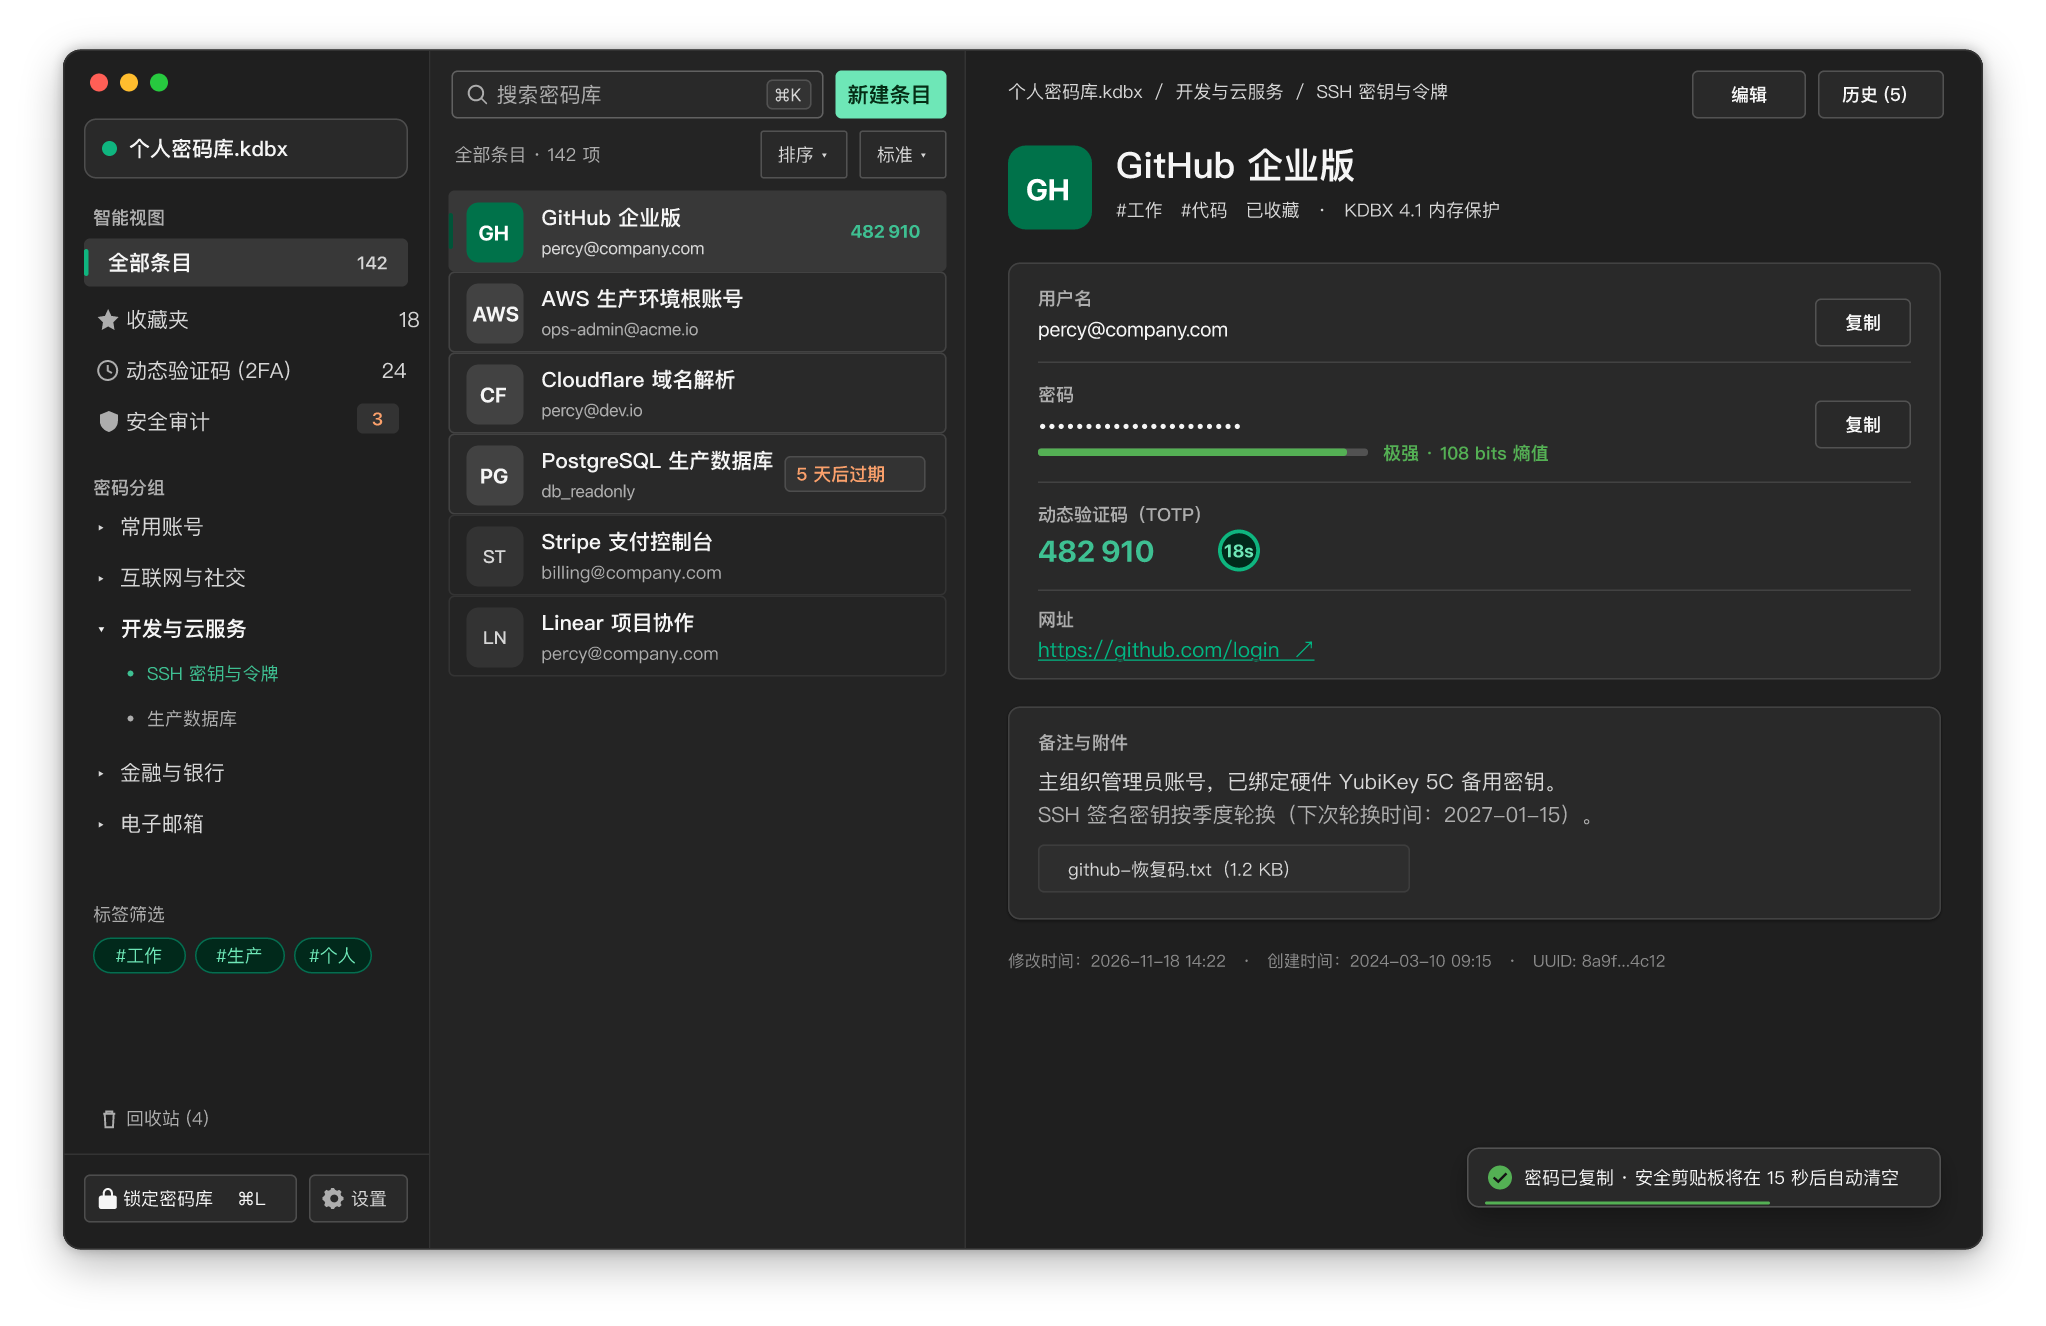 个人密码库.kdbx
智能视图
全部条目 142
收藏夹 18
动态验证码 (2FA) 24
安全审计 3
密码分组
常用账号
互联网与社交
开发与云服务
SSH 密钥与令牌
生产数据库
金融与银行
电子邮箱
标签筛选
#工作 #生产 #个人
回收站 (4)
锁定密码库 ⌘L 设置
搜索密码库 ⌘K 新建条目
全部条目 · 142 项 排序 标准
GH GitHub 企业版
percy@company.com
482 910
AWS AWS 生产环境根账号
ops-admin@acme.io
CF Cloudflare 域名解析
percy@dev.io
PG PostgreSQL 生产数据库
db_readonly
5 天后过期
ST Stripe 支付控制台
billing@company.com
LN Linear 项目协作
percy@company.com
个人密码库.kdbx / 开发与云服务 / SSH 密钥与令牌
编辑 历史 (5)
GH GitHub 企业版
#工作 #代码 已收藏 · KDBX 4.1 内存保护
用户名
percy@company.com
复制
密码
••••••••••••••••••••••
复制
极强 · 108 bits 熵值
动态验证码（TOTP）
482 910 18s
网址
https://github.com/login ↗
备注与附件
主组织管理员账号，已绑定硬件 YubiKey 5C 备用密钥。
SSH 签名密钥按季度轮换（下次轮换时间：2027-01-15）。
github-恢复码.txt（1.2 KB）
修改时间：2026-11-18 14:22 · 创建时间：2024-03-10 09:15 · UUID: 8a9f...4c12
密码已复制 · 安全剪贴板将在 15 秒后自动清空